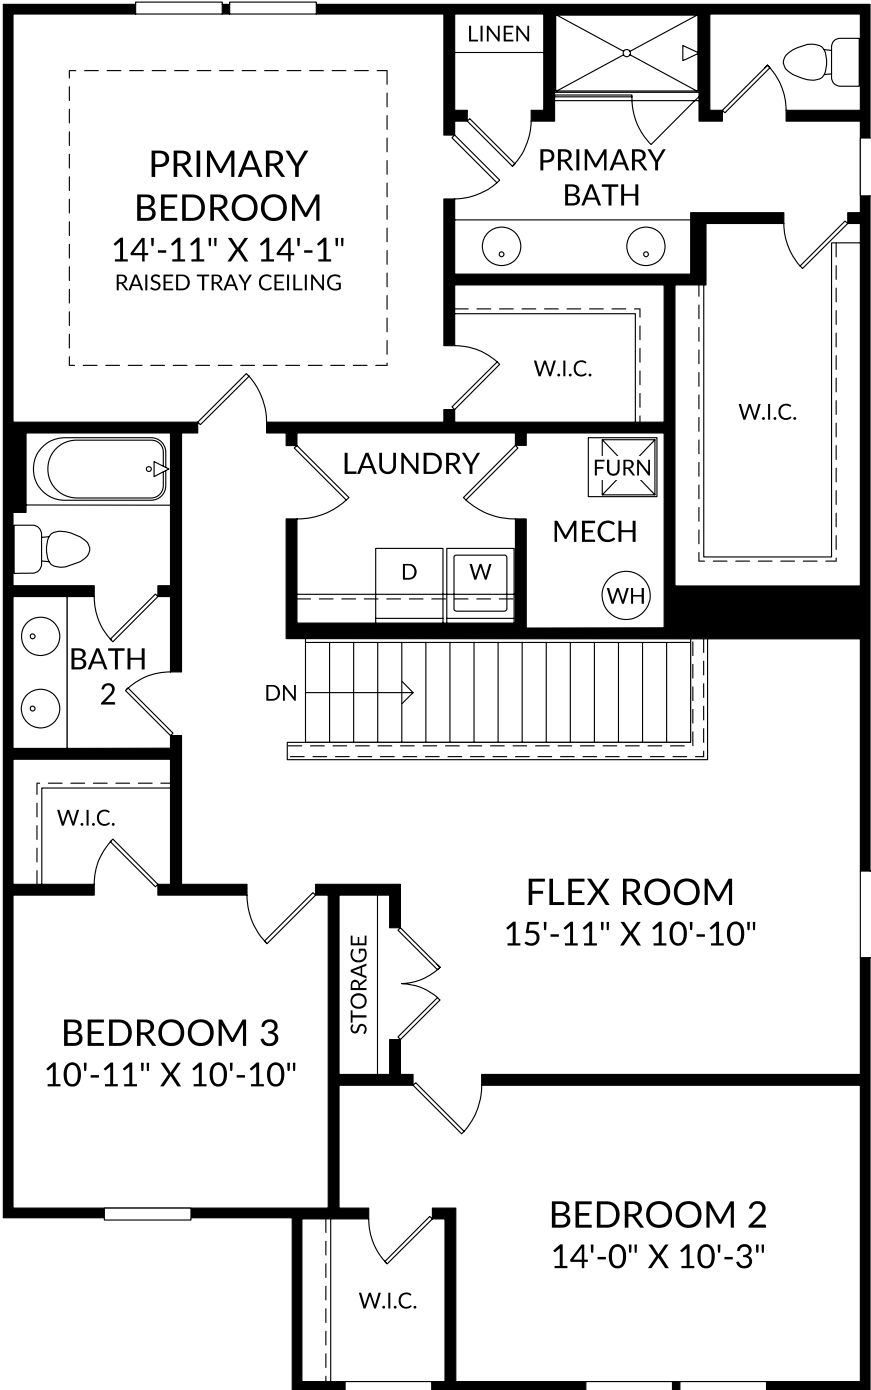 LINEN
PRIMARY
BEDROOM
14'-11" X 14'-1"
RAISED TRAY CEILING
PRIMARY
BATH
W.I.C.
W.I.C.
LAUNDRY
FURN
MECH
D
W
WH
BATH
2
DN
W.I.C.
FLEX ROOM
15'-11" X 10'-10"
STORAGE
BEDROOM 3
10'-11" X 10'-10"
BEDROOM 2
14'-0" X 10'-3"
W.I.C.